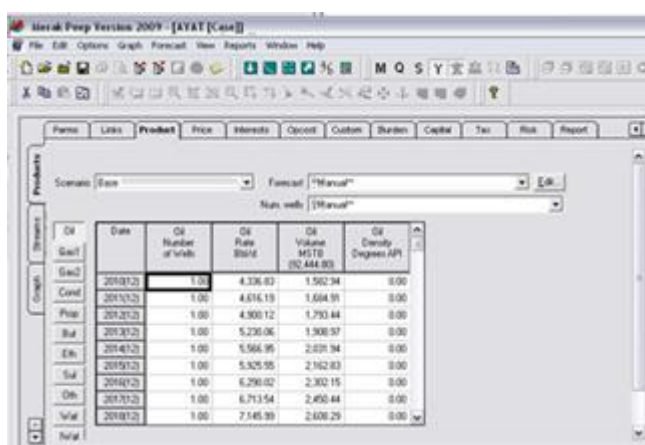 Merak Peep Version 2009 - [AYAT [Case]]
File Edit Options Graph Forecast View Reports Window Help
M Q S Y
Parms Links Product Price Interests Opcost Custom Burden Capital Tax Risk Report
Products
Streams
Graph
Scenario Base Forecast "Manual" Edit...
Num. wells "Manual"
Oil
Gas1
Gas2
Cond
Prop
But
Eth
Sul
Oth
Wat
Date Oil Number of Wells Oil Rate Bbl/d Oil Volume MSTB (92,444.80) Oil Density Degrees API
2010(12) 1.00 4,336.83 1,582.94 0.00
2011(12) 1.00 4,616.19 1,684.91 0.00
2012(12) 1.00 4,900.12 1,793.44 0.00
2013(12) 1.00 5,230.06 1,908.97 0.00
2014(12) 1.00 5,566.95 2,031.94 0.00
2015(12) 1.00 5,925.55 2,162.83 0.00
2016(12) 1.00 6,290.02 2,302.15 0.00
2017(12) 1.00 6,713.54 2,450.44 0.00
2018(12) 1.00 7,145.99 2,608.29 0.00